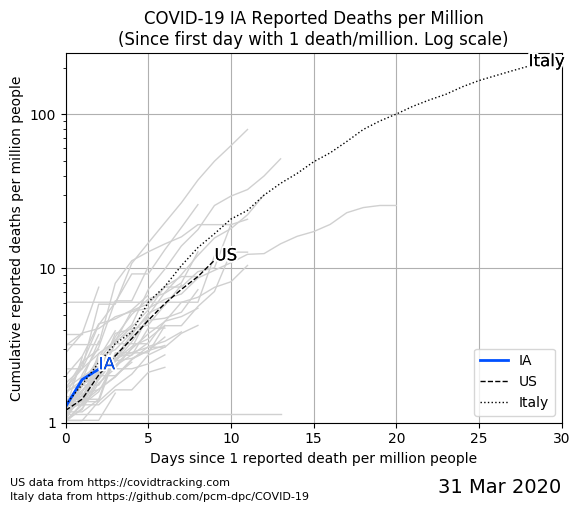 COVID-19 IA Reported Deaths per Million
(Since first day with 1 death/million. Log scale)
Cumulative reported deaths per million people
100
10
1
Italy
US
IA
IA
US
Italy
0
5
10
15
20
25
30
Days since 1 reported death per million people
US data from https://covidtracking.com
Italy data from https://github.com/pcm-dpc/COVID-19
31 Mar 2020